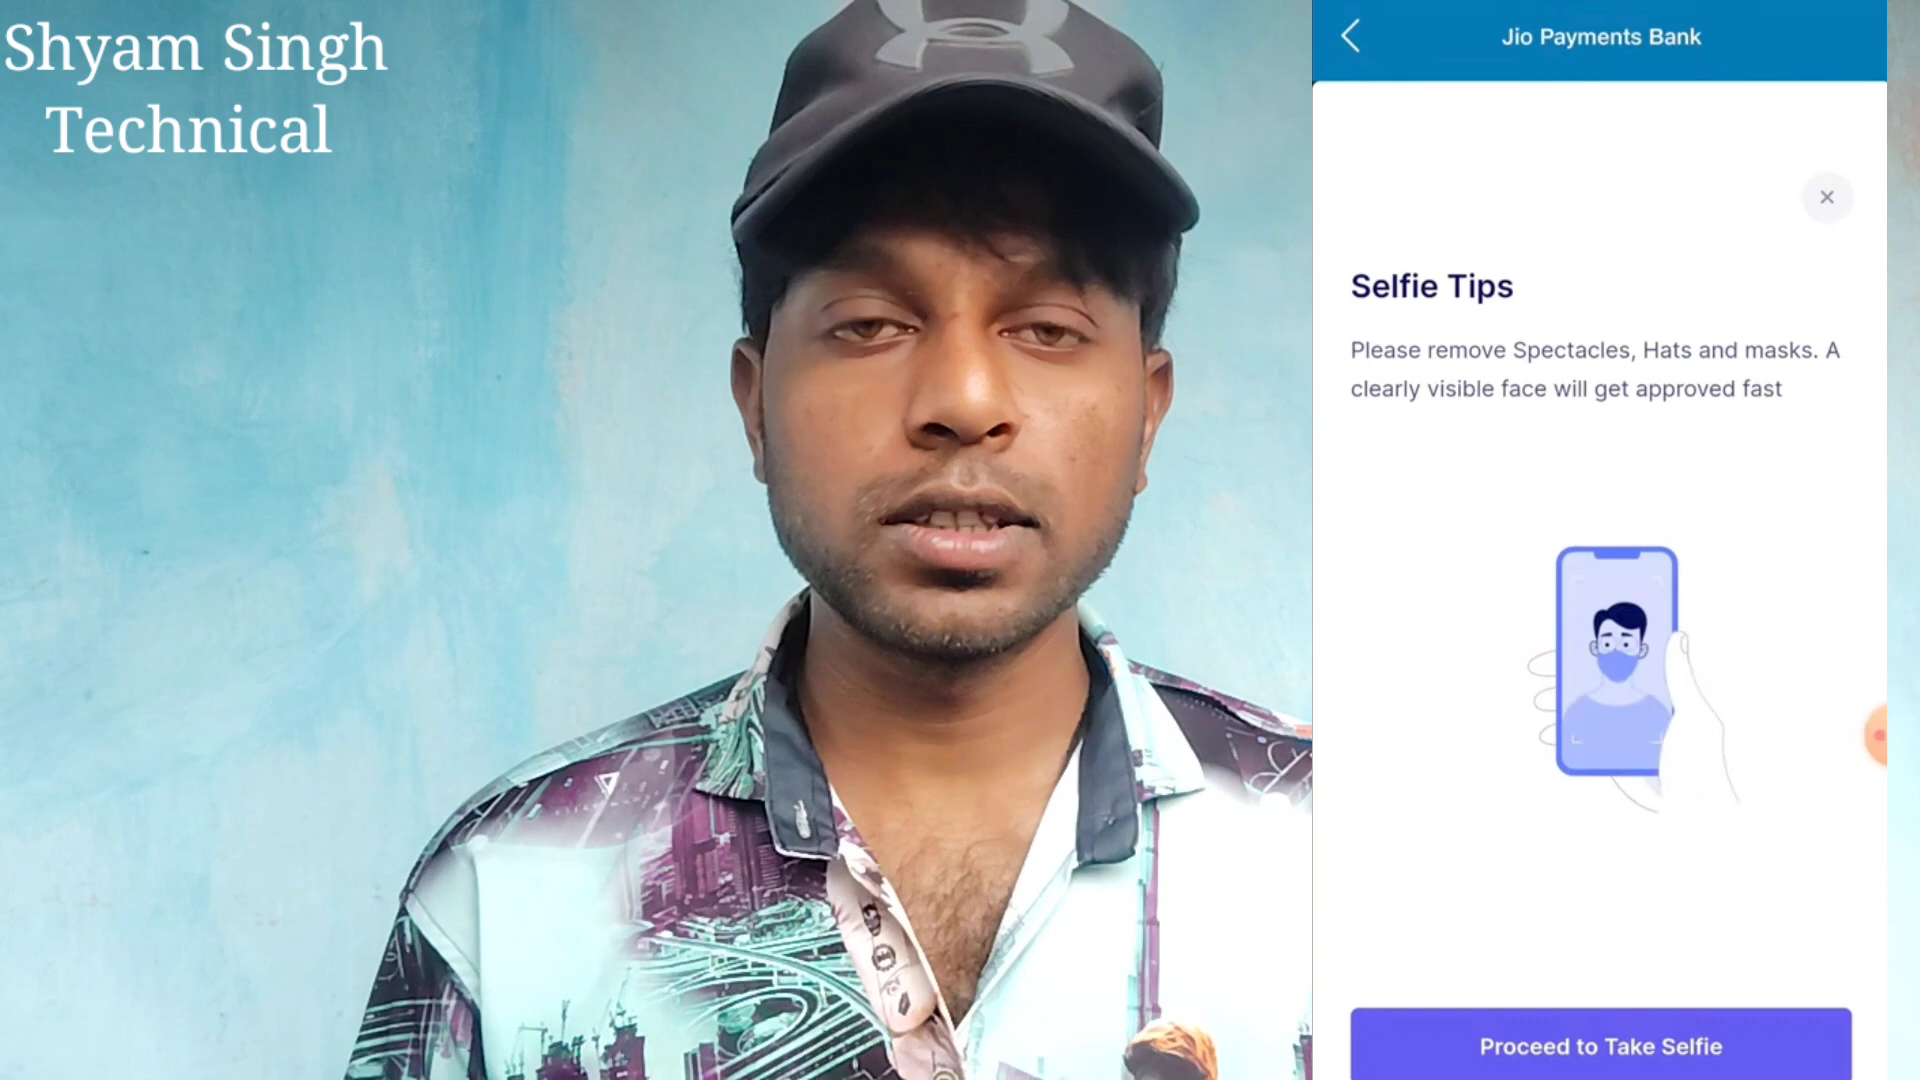 Shyam Singh
Technical
Jio Payments Bank
Selfie Tips
Please remove Spectacles, Hats and masks. A
clearly visible face will get approved fast
Proceed to Take Selfie